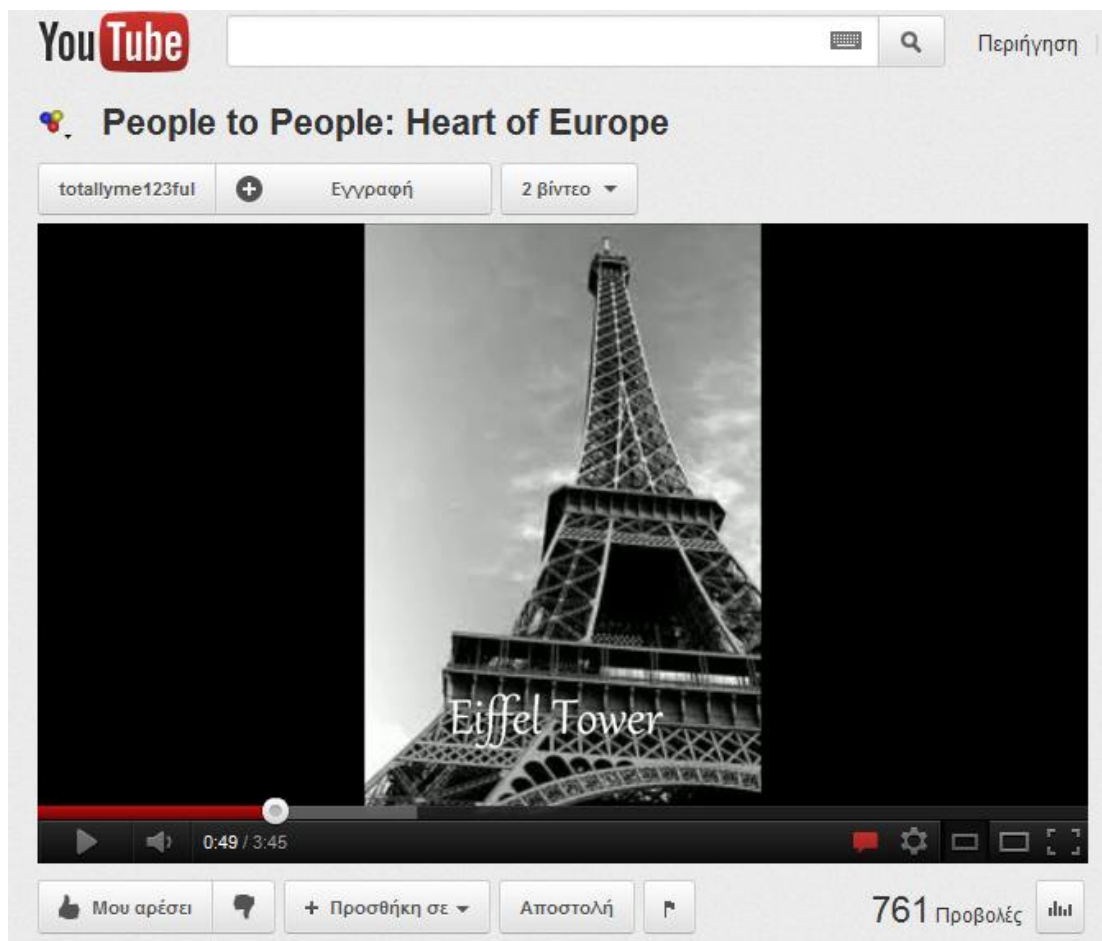 YouTube Περιήγηση
People to People: Heart of Europe
totallyme123ful Εγγραφή 2 βίντεο
Eiffel Tower
0:49 / 3:45
Μου αρέσει + Προσθήκη σε Αποστολή 761 Προβολές